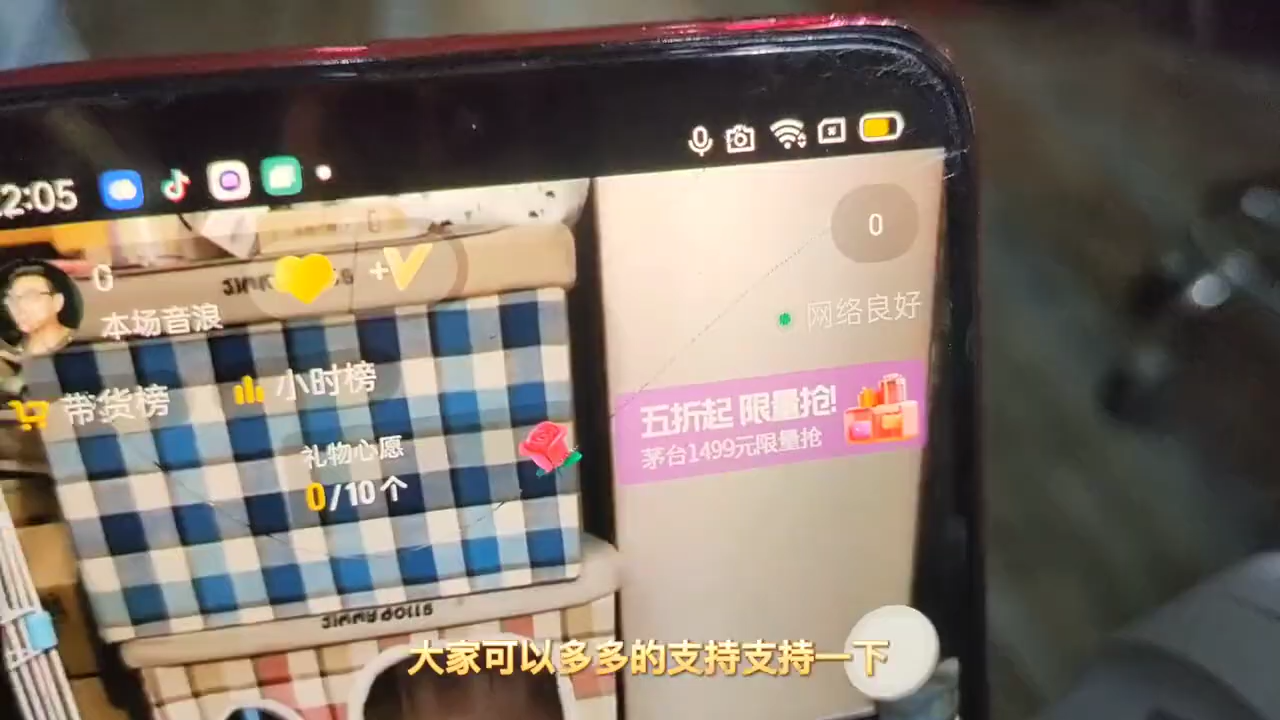 2:05
0
0
+V
本场音浪
网络良好
带货榜
小时榜
五折起 限量抢!
茅台1499元限量抢
礼物心愿
0/10个
大家可以多多的支持支持一下